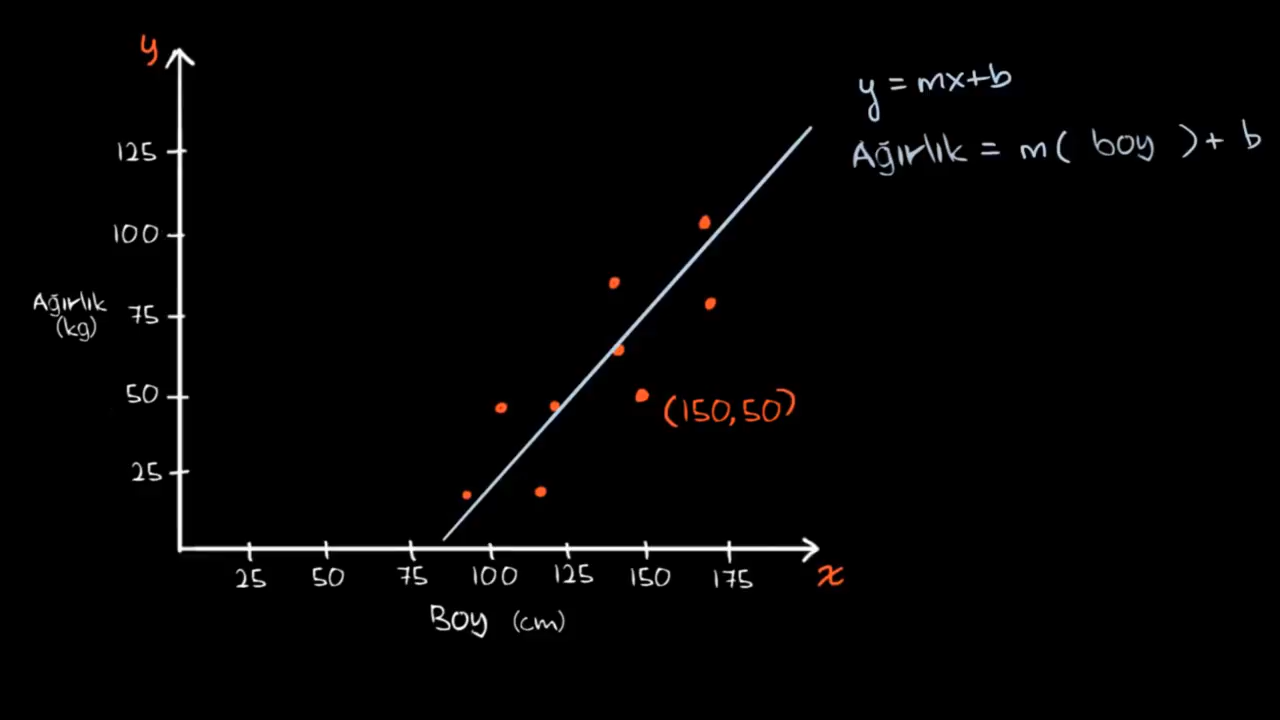 y
y = mx+b
Ağırlık = m( boy ) + b
125
100
Ağırlık
(kg)
75
50
(150,50)
25
25 50 75 100 125 150 175 x
Boy (cm)